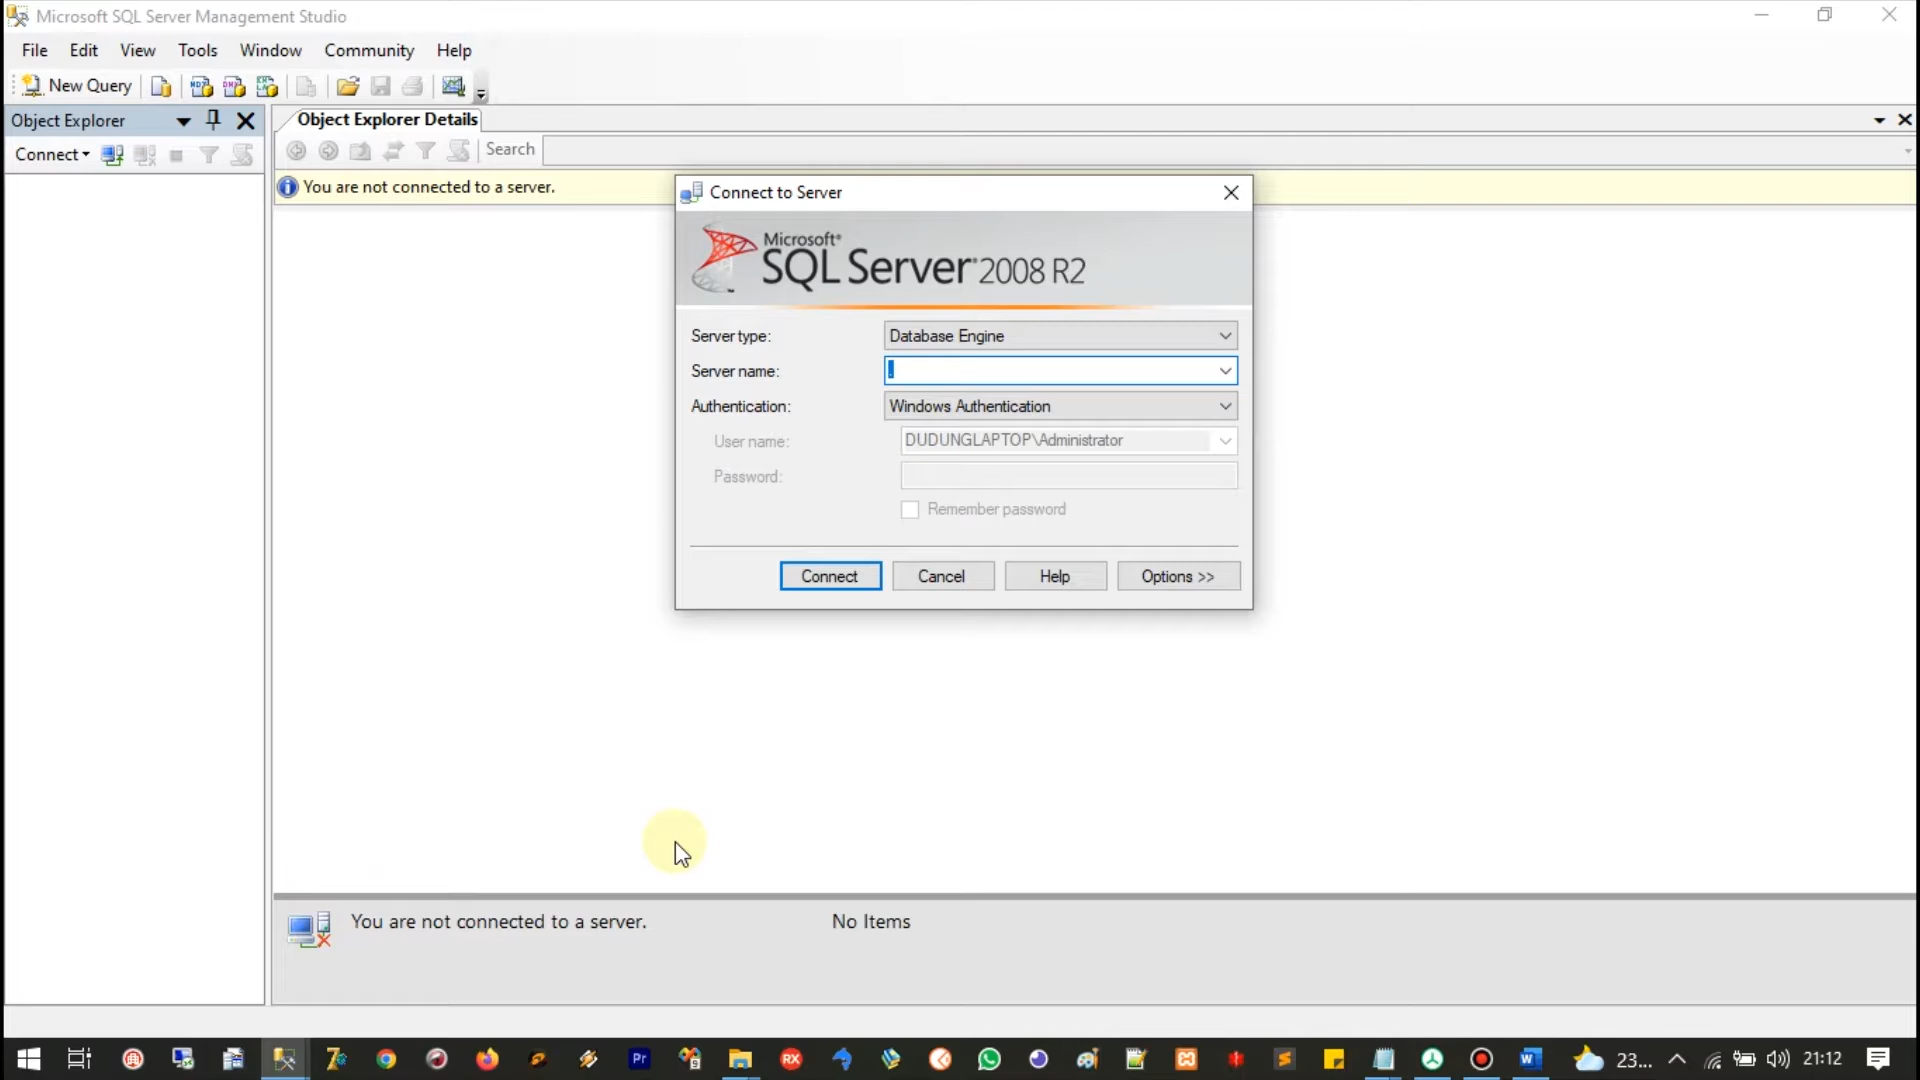 Microsoft SQL Server Management Studio
File Edit View Tools Window Community Help
New Query
Object Explorer
Object Explorer Details
Connect
Search
You are not connected to a server.
Connect to Server
Microsoft®
SQL Server® 2008 R2
Server type: Database Engine
Server name: .
Authentication: Windows Authentication
User name: DUDUNGLAPTOP\Administrator
Password:
Remember password
Connect Cancel Help Options >>
You are not connected to a server. No Items
23... 21:12